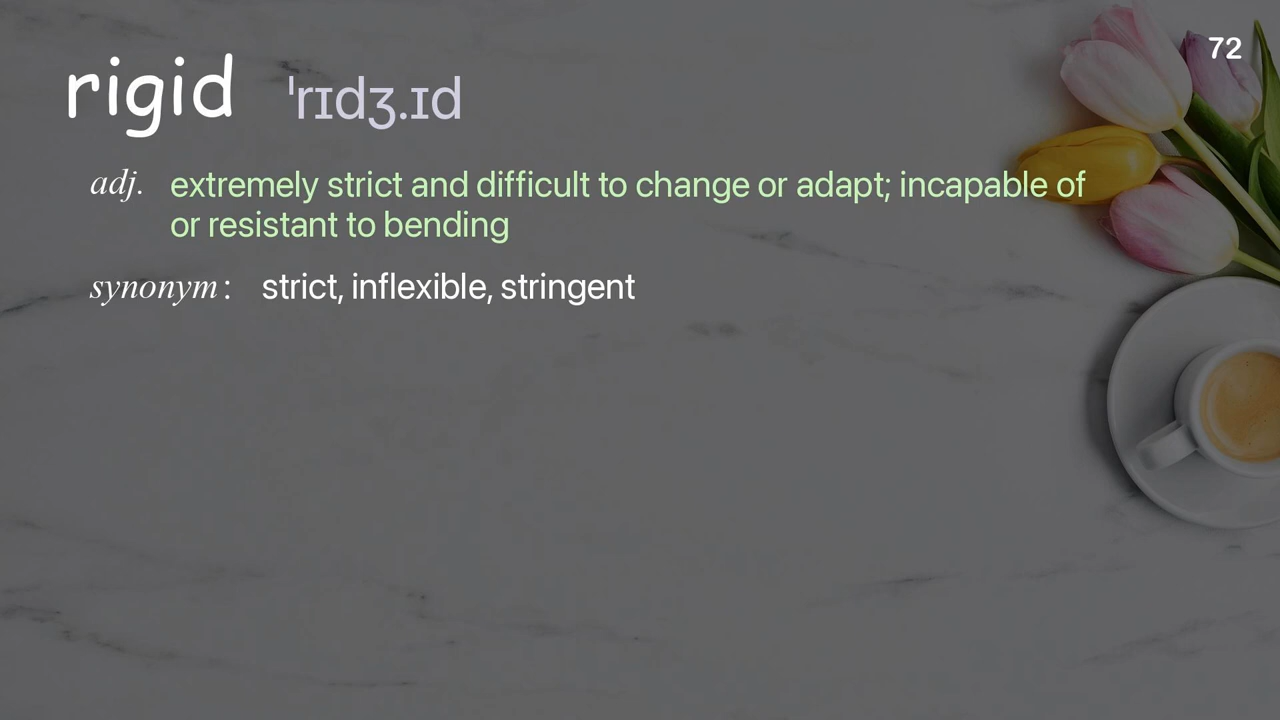 72
rigid ˈrɪdʒ.ɪd
adj. extremely strict and difficult to change or adapt; incapable of
or resistant to bending
synonym: strict, inflexible, stringent